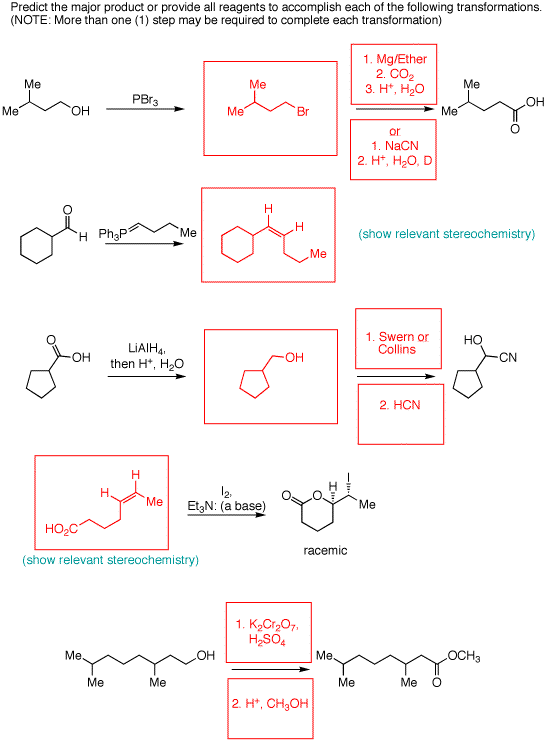 Predict the major product or provide all reagents to accomplish each of the following transformations.
(NOTE: More than one (1) step may be required to complete each transformation)
Me
Me
OH
PBr3
Me
Me
Br
1. Mg/Ether
2. CO2
3. H+, H2O
or
1. NaCN
2. H+, H2O, D
Me
Me
OH
O
O
H
Ph3P
Me
H
H
Me
(show relevant stereochemistry)
O
OH
LiAlH4,
then H+, H2O
OH
1. Swern or
Collins
2. HCN
HO
CN
H
H
Me
HO2C
(show relevant stereochemistry)
I2,
Et3N: (a base)
I
H
O
O
Me
racemic
Me
OH
Me
Me
1. K2Cr2O7,
H2SO4
2. H+, CH3OH
Me
OCH3
Me
Me
O